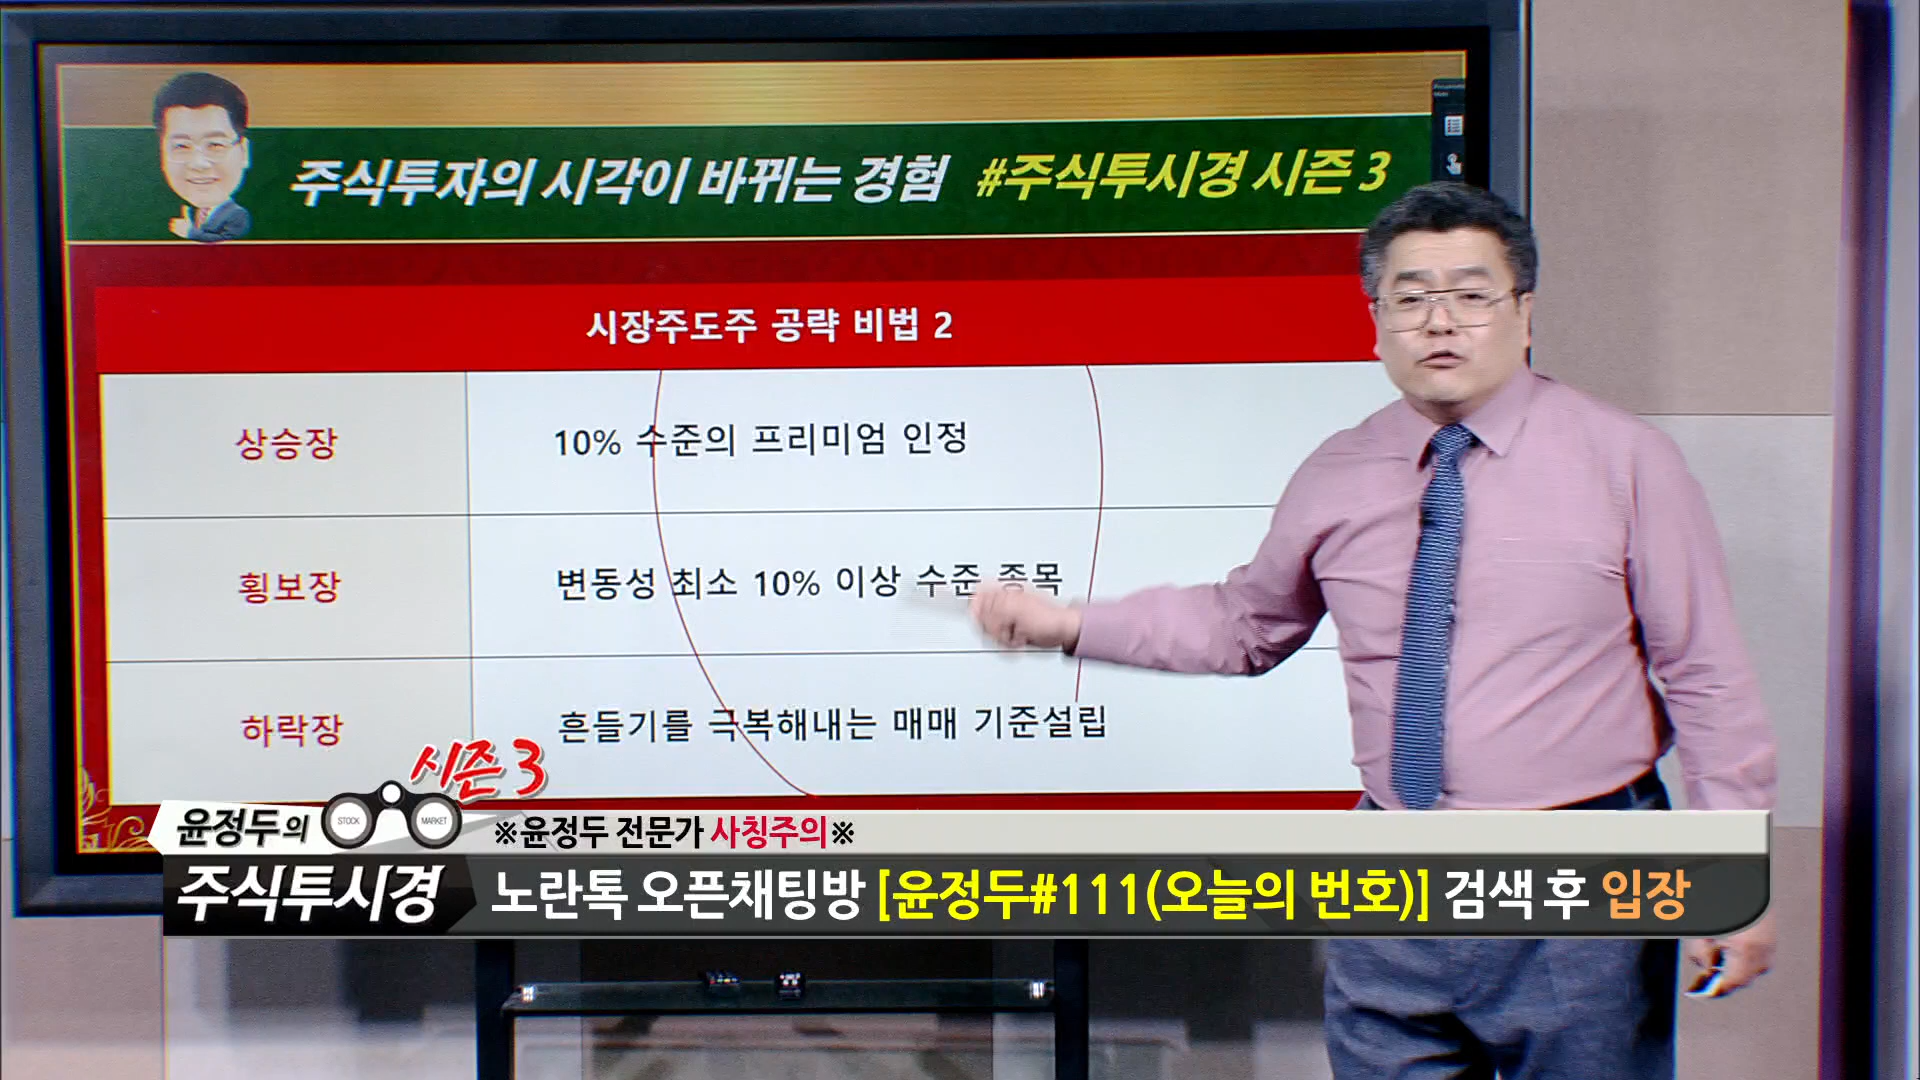 주식투자의 시각이 바뀌는 경험 #주식투시경 시즌 3
시장주도주 공략 비법 2
상승장 10% 수준의 프리미엄 인정
횡보장 변동성 최소 10% 이상 수준 종목
하락장 흔들기를 극복해내는 매매 기준설립
시즌 3
윤정두의 STOCK MARKET
주식투시경
※윤정두 전문가 사칭주의※
노란톡 오픈채팅방 [윤정두#111(오늘의 번호)] 검색 후 입장